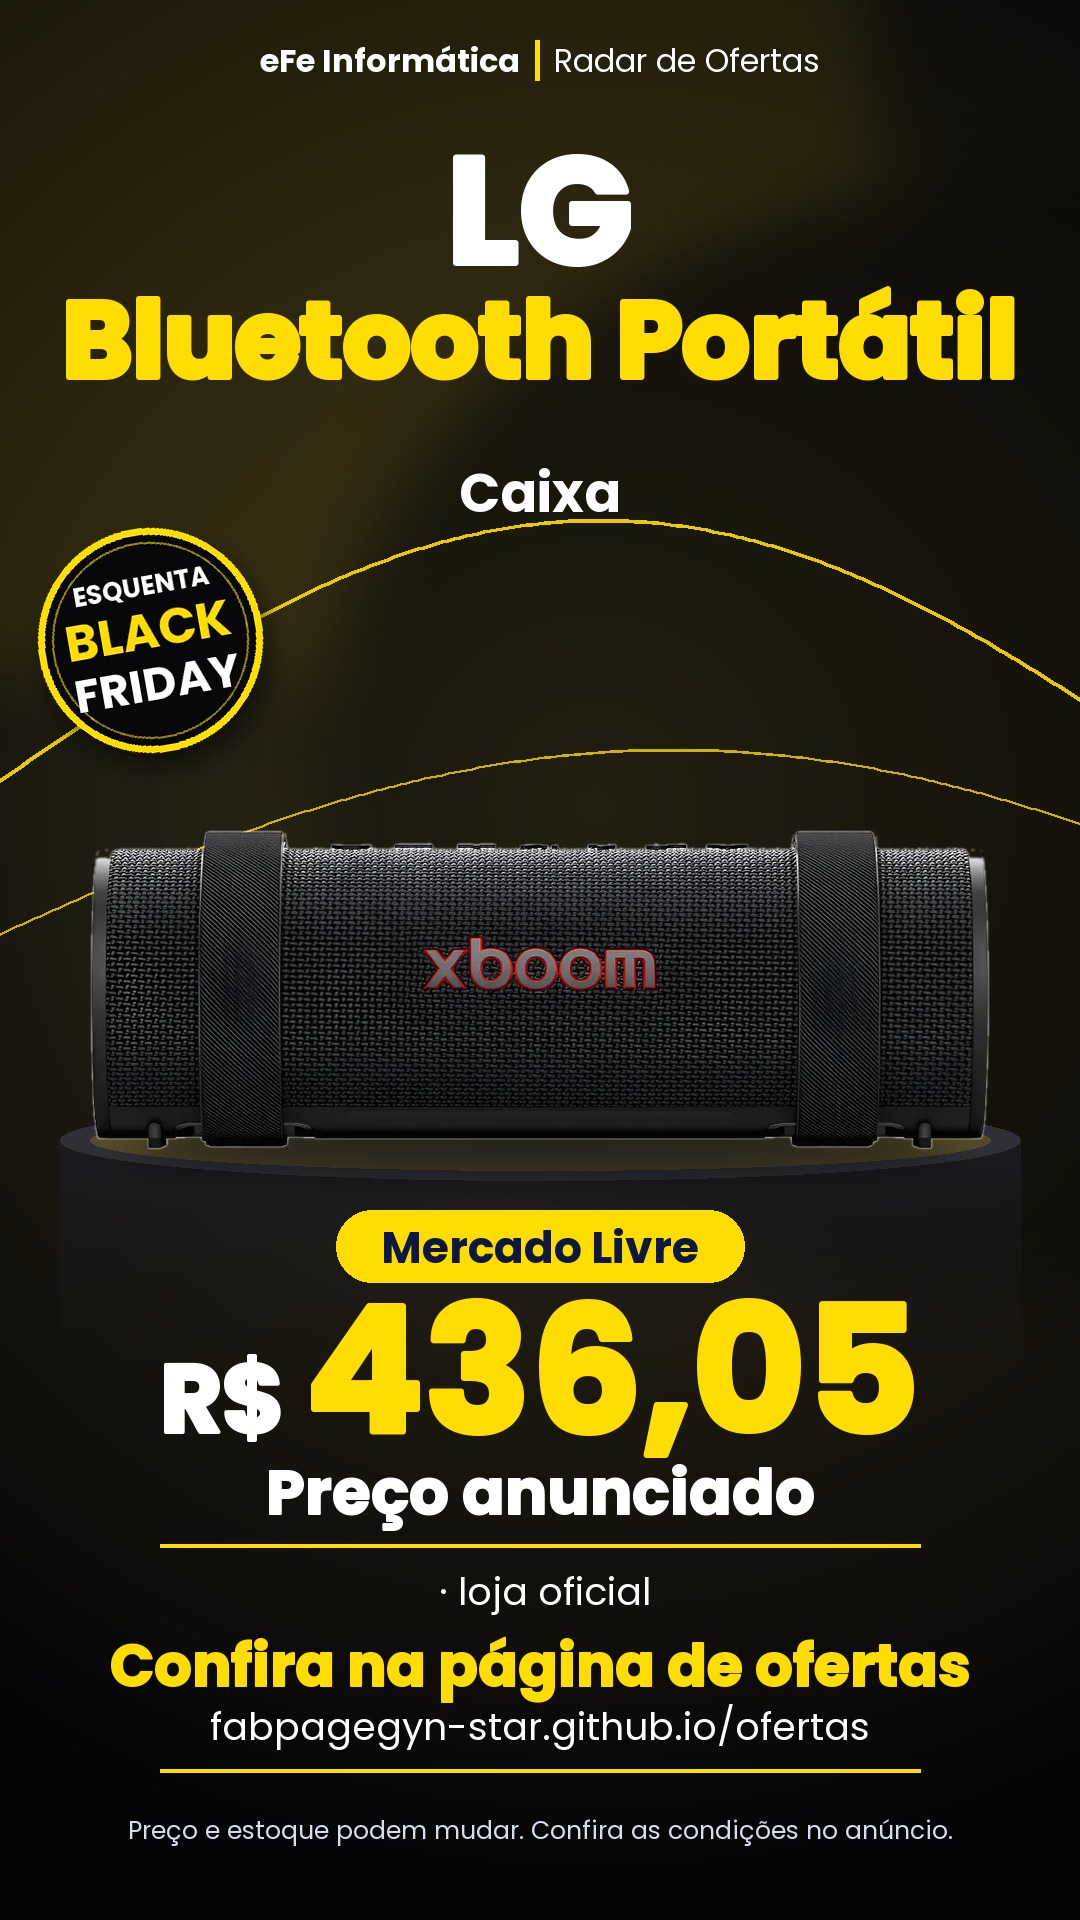 eFe Informática | Radar de Ofertas
LG
Bluetooth Portátil
Caixa
ESQUENTA
BLACK
FRIDAY
xboom
Mercado Livre
R$ 436,05
Preço anunciado
· loja oficial
Confira na página de ofertas
fabpagegyn-star.github.io/ofertas
Preço e estoque podem mudar. Confira as condições no anúncio.